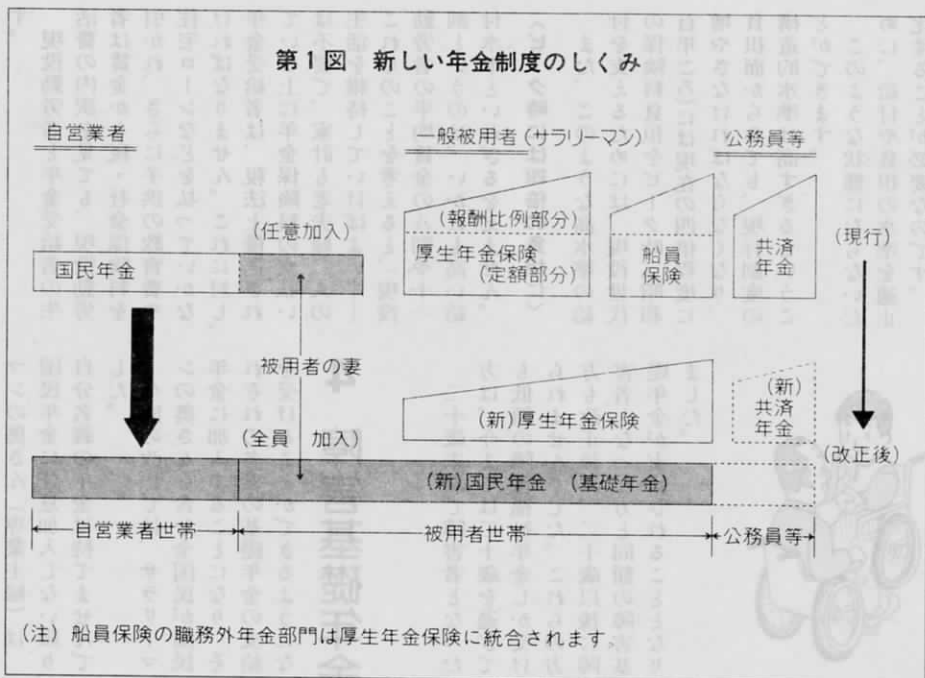 第1図 新しい年金制度のしくみ
自営業者
一般被用者(サラリーマン)
公務員等
(任意加入)
(報酬比例部分)
国民年金
厚生年金保険
(定額部分)
船員
保険
共済
年金
(現行)
被用者の妻
(新)厚生年金保険
(新)
共済
年金
(全員 加入)
(改正後)
(新)国民年金 (基礎年金)
自営業者世帯
被用者世帯
公務員等
(注) 船員保険の職務外年金部門は厚生年金保険に統合されます。